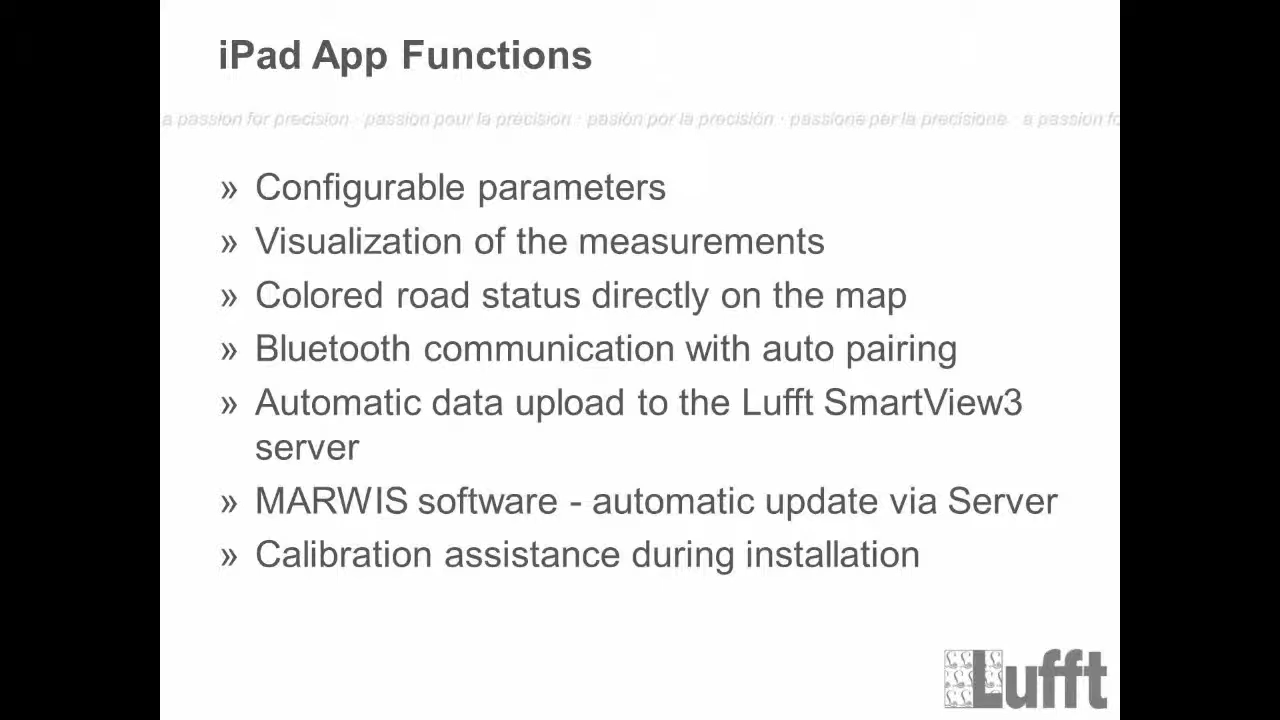 iPad App Functions
a passion for precision · passion pour la précision · pasión por la precisión · passione per la precisione · a passion fo
» Configurable parameters
» Visualization of the measurements
» Colored road status directly on the map
» Bluetooth communication with auto pairing
» Automatic data upload to the Lufft SmartView3
server
» MARWIS software - automatic update via Server
» Calibration assistance during installation
Lufft